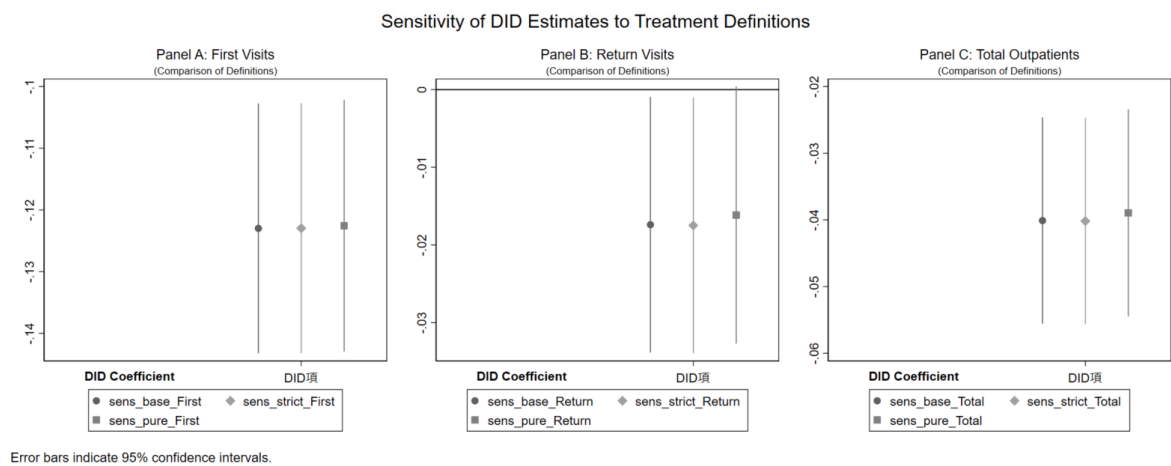 Sensitivity of DID Estimates to Treatment Definitions
Panel A: First Visits
(Comparison of Definitions)
-.1
-.11
-.12
-.13
-.14
DID Coefficient
DID項
sens_base_First
sens_strict_First
sens_pure_First
Panel B: Return Visits
(Comparison of Definitions)
0
-.01
-.02
-.03
DID Coefficient
DID項
sens_base_Return
sens_strict_Return
sens_pure_Return
Panel C: Total Outpatients
(Comparison of Definitions)
-.02
-.03
-.04
-.05
-.06
DID Coefficient
DID項
sens_base_Total
sens_strict_Total
sens_pure_Total
Error bars indicate 95% confidence intervals.